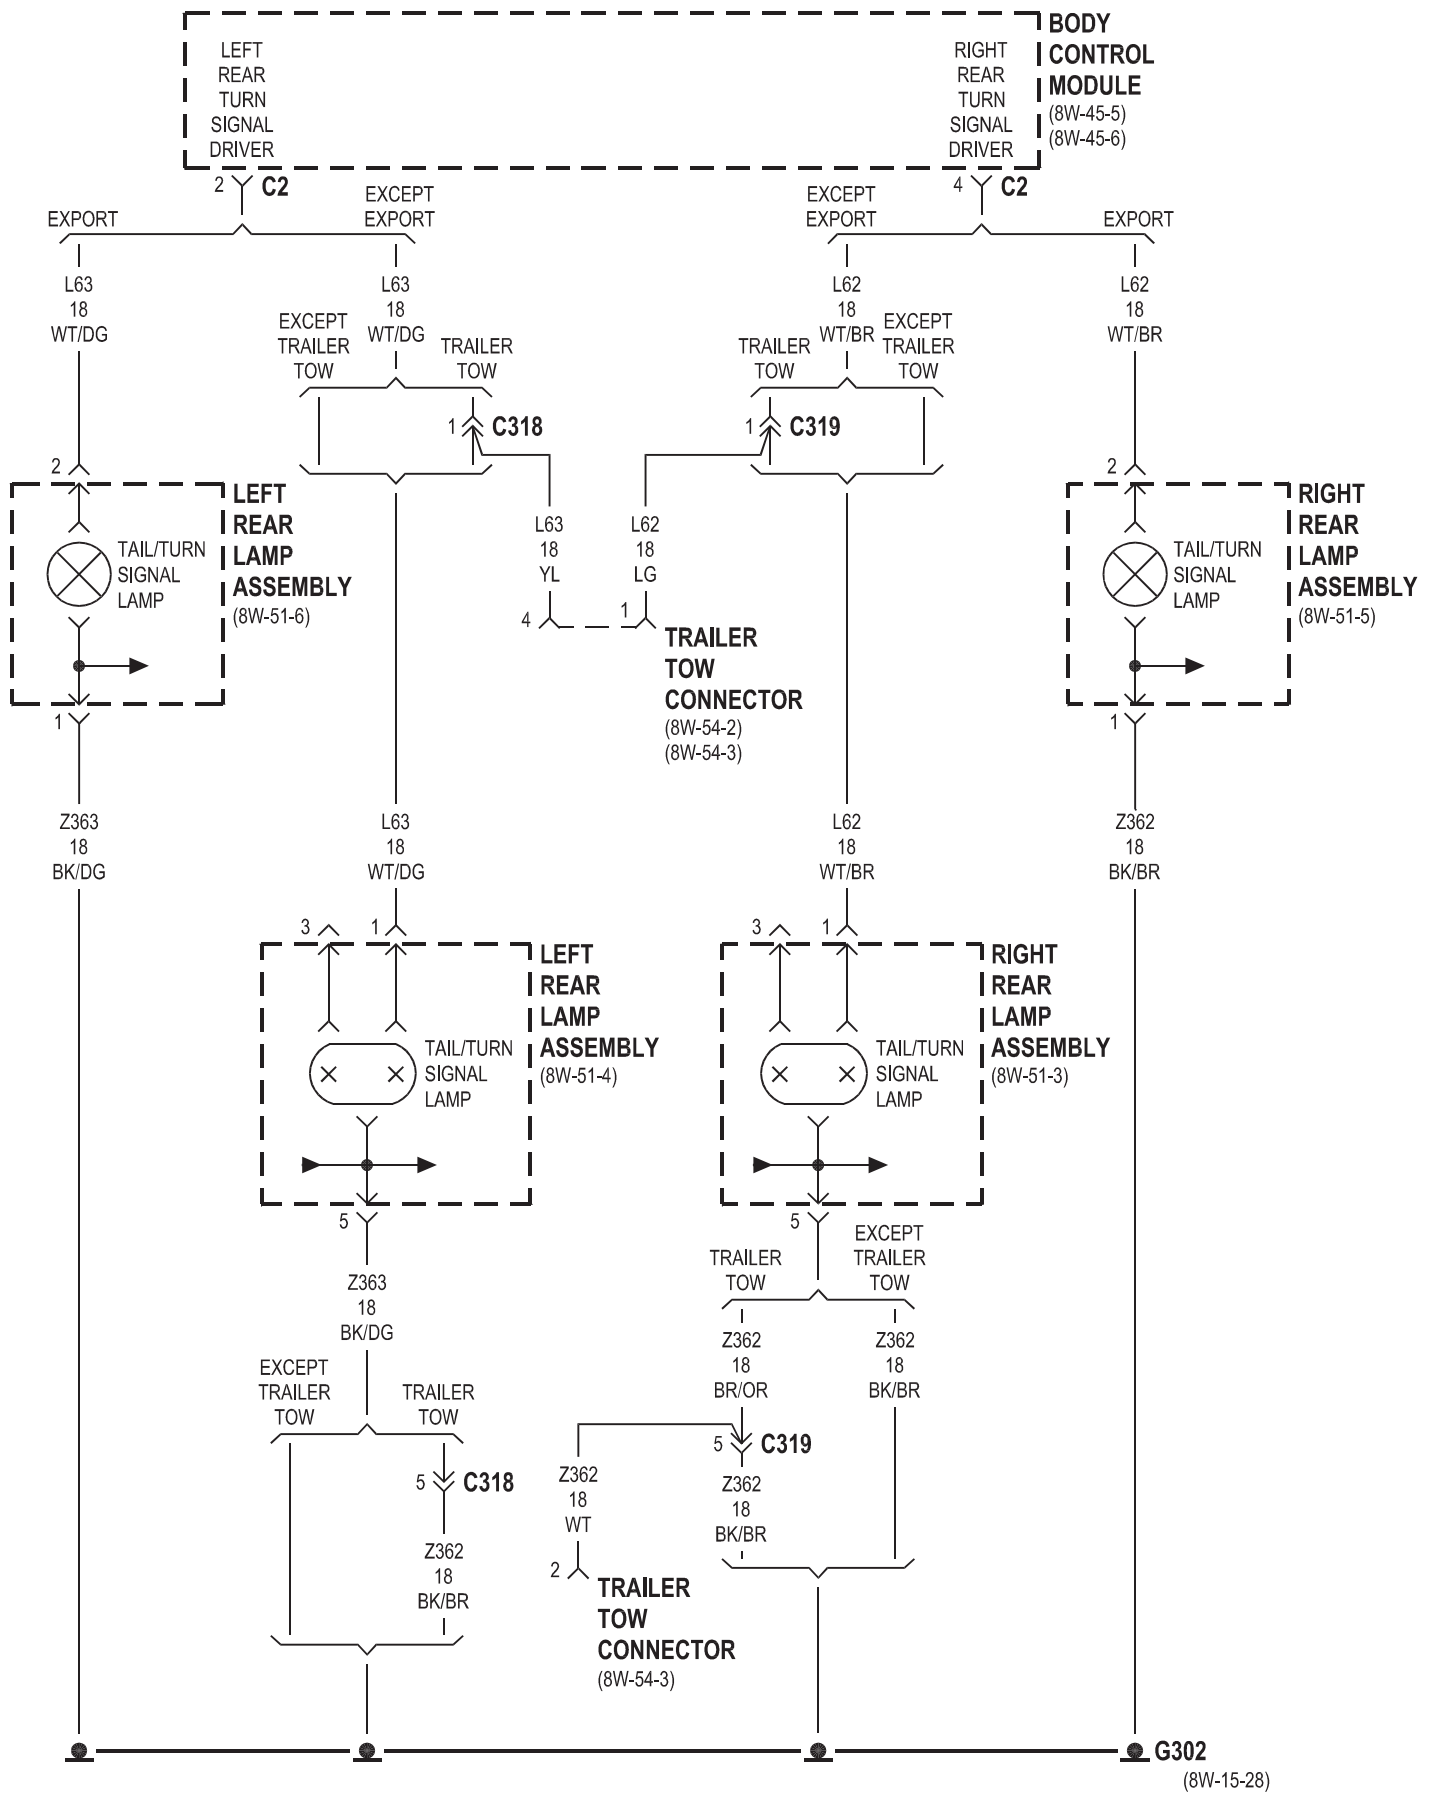 LEFT
REAR
TURN
SIGNAL
DRIVER
RIGHT
REAR
TURN
SIGNAL
DRIVER
BODY
CONTROL
MODULE
(8W-45-5)
(8W-45-6)
2
C2
4
C2
EXPORT
EXCEPT
EXPORT
EXCEPT
EXPORT
EXPORT
L63
18
WT/DG
L63
18
WT/DG
L62
18
WT/BR
L62
18
WT/BR
EXCEPT
TRAILER
TOW
TRAILER
TOW
TRAILER
TOW
EXCEPT
TRAILER
TOW
1
C318
1
C319
2
LEFT
REAR
LAMP
ASSEMBLY
(8W-51-6)
TAIL/TURN
SIGNAL
LAMP
1
L63
18
YL
L62
18
LG
4
1
TRAILER
TOW
CONNECTOR
(8W-54-2)
(8W-54-3)
2
RIGHT
REAR
LAMP
ASSEMBLY
(8W-51-5)
TAIL/TURN
SIGNAL
LAMP
1
Z363
18
BK/DG
L63
18
WT/DG
L62
18
WT/BR
Z362
18
BK/BR
3
1
LEFT
REAR
LAMP
ASSEMBLY
(8W-51-4)
TAIL/TURN
SIGNAL
LAMP
5
3
1
RIGHT
REAR
LAMP
ASSEMBLY
(8W-51-3)
TAIL/TURN
SIGNAL
LAMP
5
Z363
18
BK/DG
EXCEPT
TRAILER
TOW
TRAILER
TOW
5
C318
Z362
18
BK/BR
TRAILER
TOW
EXCEPT
TRAILER
TOW
Z362
18
BR/OR
Z362
18
BK/BR
5
C319
Z362
18
WT
Z362
18
BK/BR
2
TRAILER
TOW
CONNECTOR
(8W-54-3)
G302
(8W-15-28)